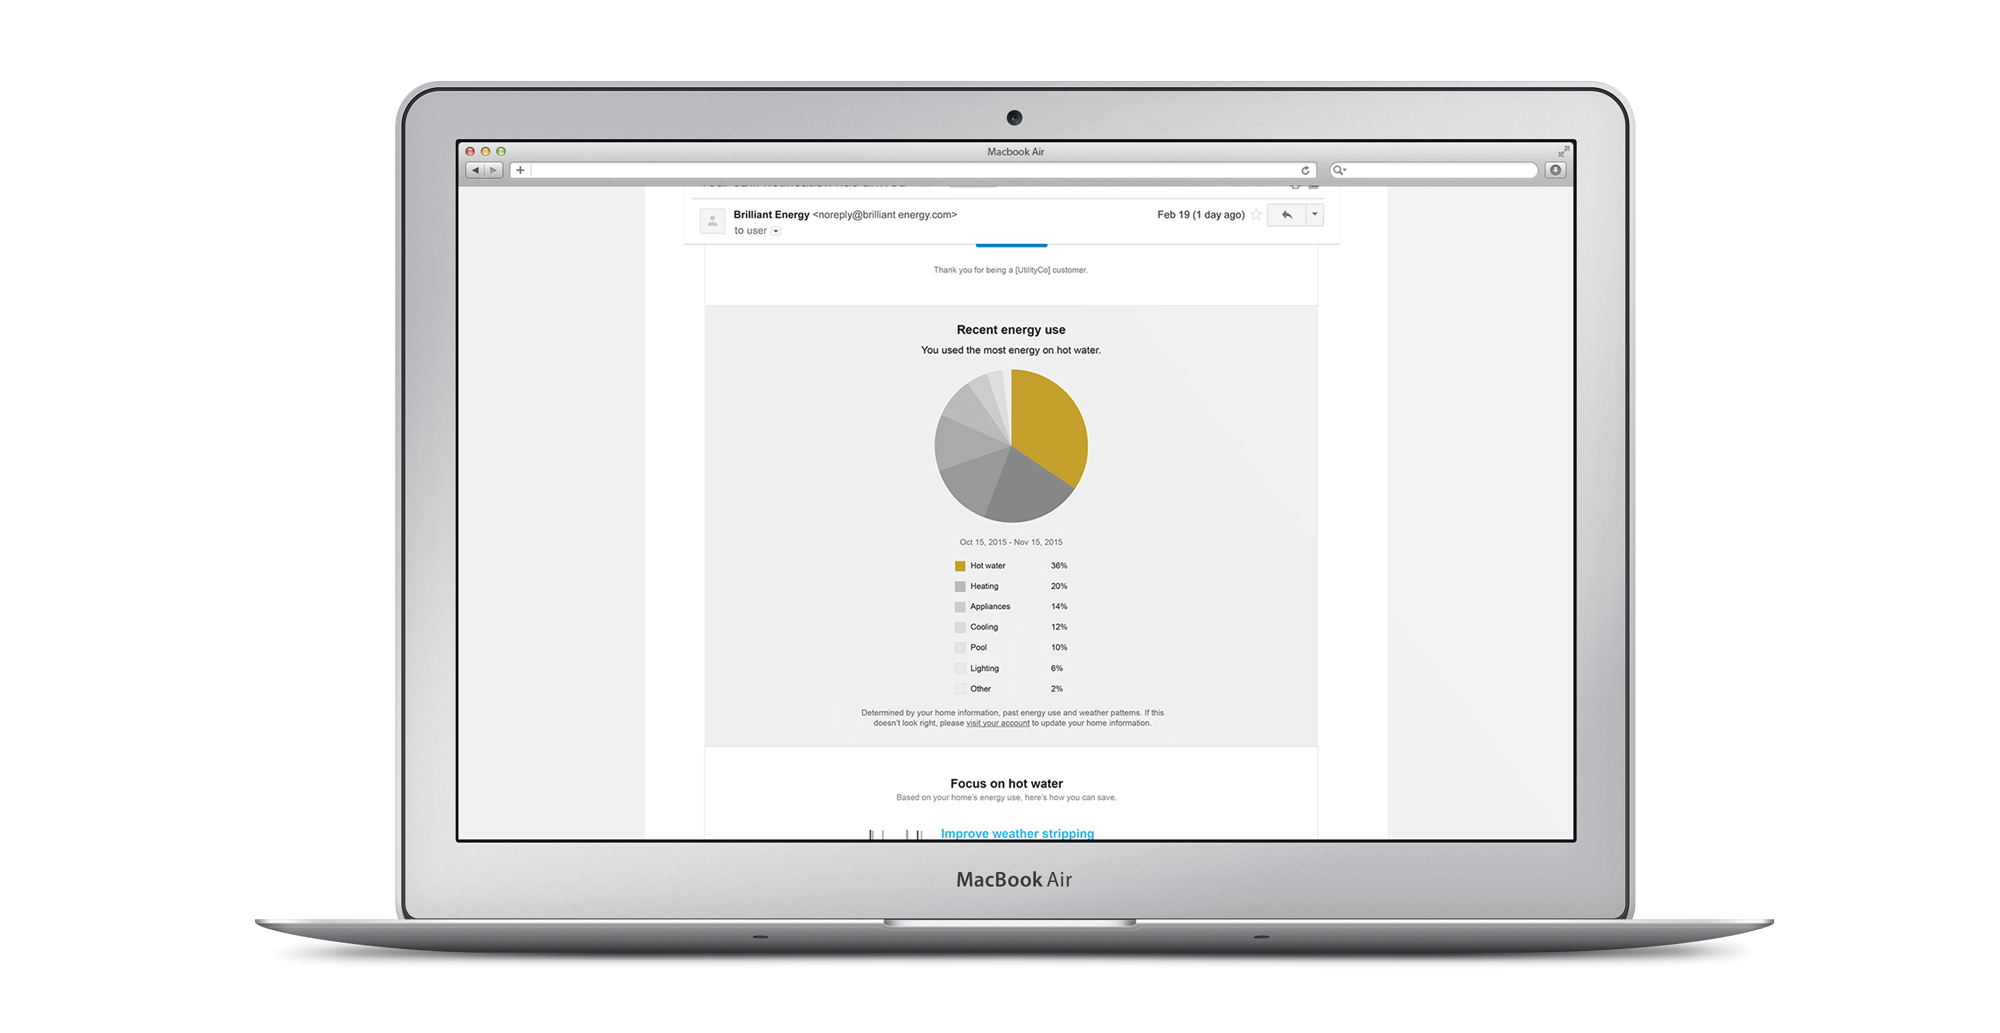 Macbook Air
Brilliant Energy <noreply@brilliant energy.com>
Feb 19 (1 day ago)
to user
Thank you for being a [UtilityCo] customer.
Recent energy use
You used the most energy on hot water.
Oct 15, 2015 - Nov 15, 2015
Hot water 36%
Heating 20%
Appliances 14%
Cooling 12%
Pool 10%
Lighting 6%
Other 2%
Determined by your home information, past energy use and weather patterns. If this
doesn't look right, please visit your account to update your home information.
Focus on hot water
Based on your home's energy use, here's how you can save.
Improve weather stripping
MacBook Air